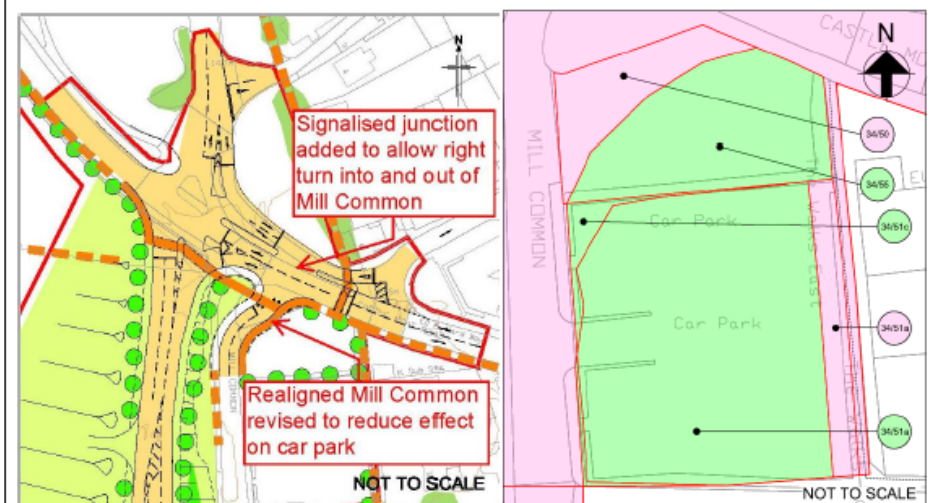 N
Signalised junction
added to allow right
turn into and out of
Mill Common
Realigned Mill Common
revised to reduce effect
on car park
NOT TO SCALE
MILL COMMON
N
34/50
34/55
34/51c
34/51a
34/51a
Car Park
Car Park
MILL COMMON
NOT TO SCALE